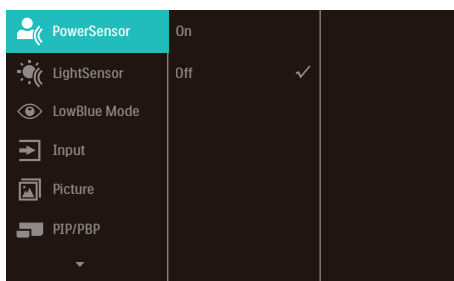 PowerSensor On
LightSensor Off
LowBlue Mode
Input
Picture
PIP/PBP